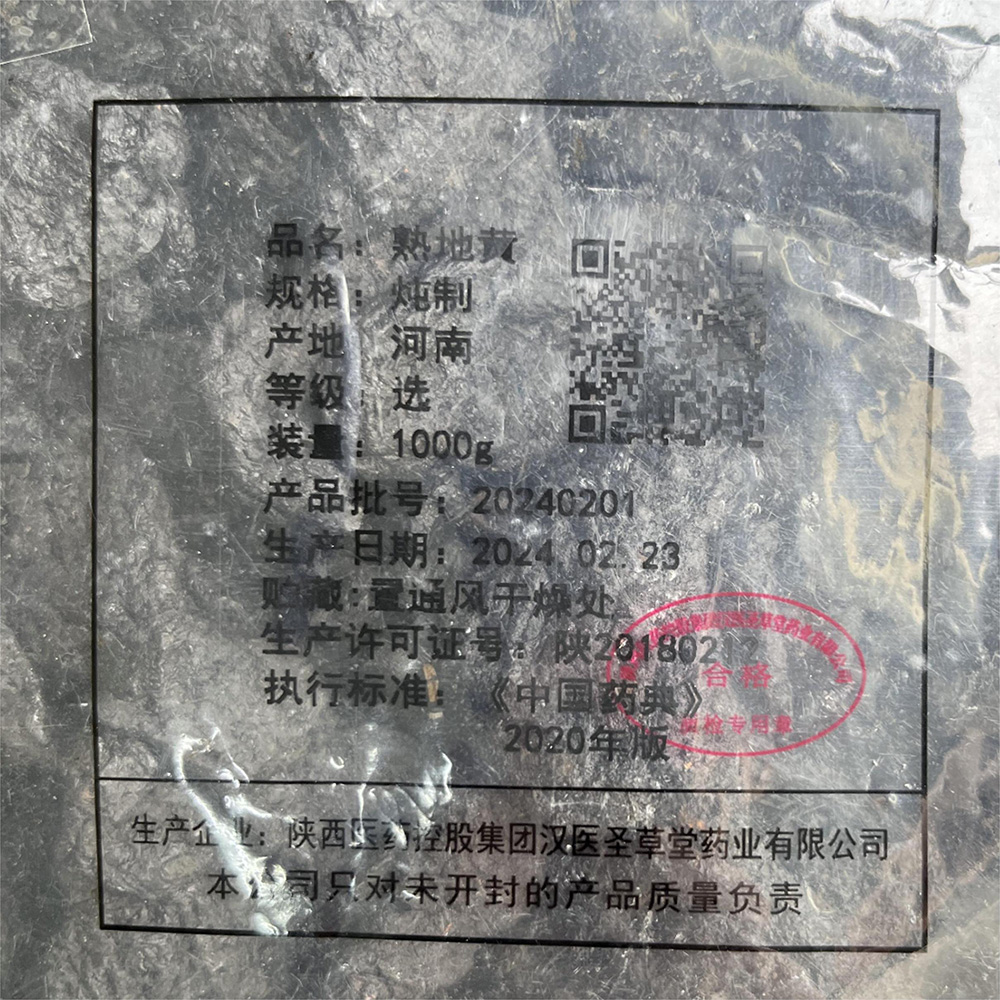 品名：熟地黄
规格：炖制
产地：河南
等级：选
装量：1000g
产品批号：20240201
生产日期：2024.02.23
贮藏:置通风干燥处
生产许可证号：陕20180212
执行标准：《中国药典》
2020年版
合格
质检专用章
生产企业：陕西医药控股集团汉医圣草堂药业有限公司
本公司只对未开封的产品质量负责